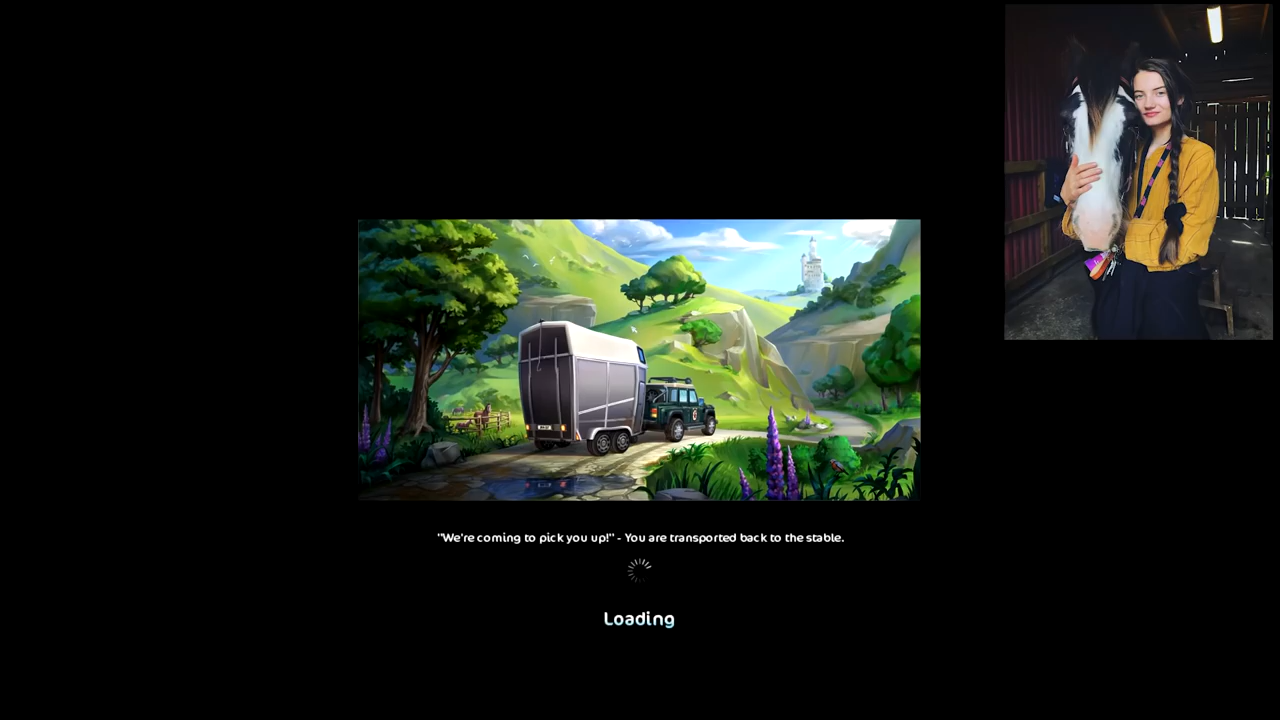 "We're coming to pick you up!" - You are transported back to the stable.
Loading